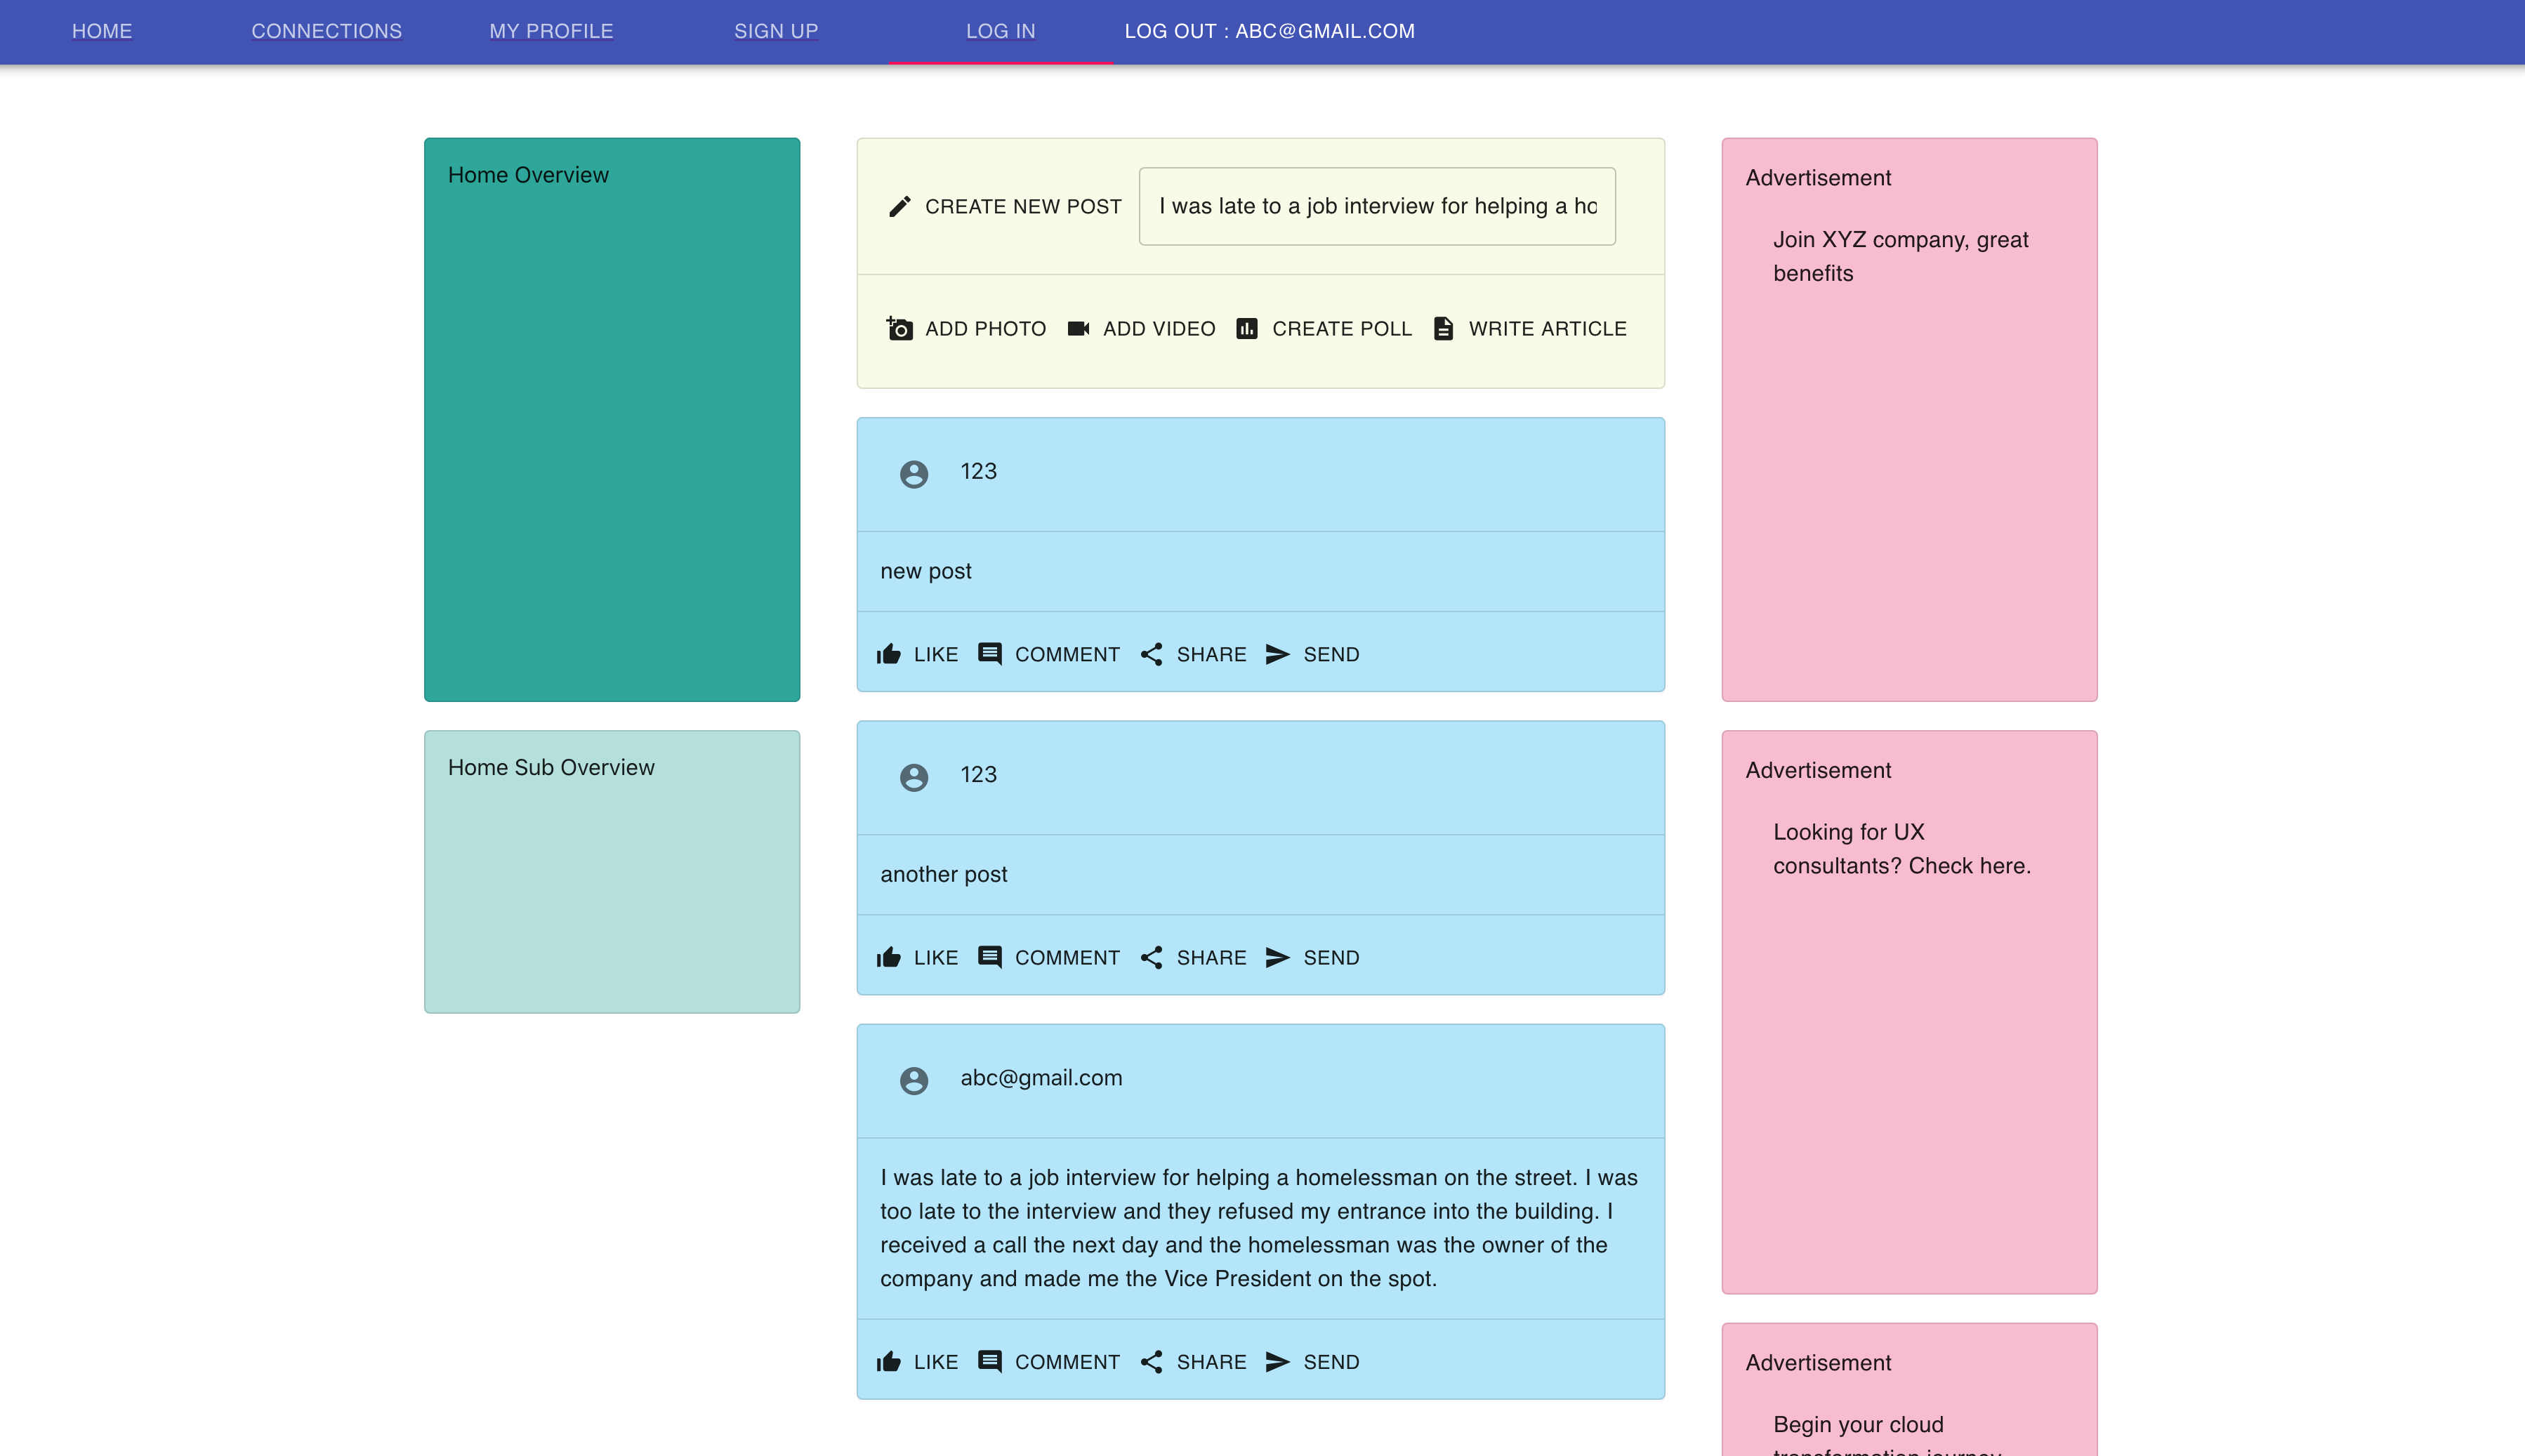 HOME CONNECTIONS MY PROFILE SIGN UP LOG IN LOG OUT : ABC@GMAIL.COM
Home Overview
Home Sub Overview
CREATE NEW POST I was late to a job interview for helping a ho
ADD PHOTO ADD VIDEO CREATE POLL WRITE ARTICLE
123
new post
LIKE COMMENT SHARE SEND
123
another post
LIKE COMMENT SHARE SEND
abc@gmail.com
I was late to a job interview for helping a homelessman on the street. I was
too late to the interview and they refused my entrance into the building. I
received a call the next day and the homelessman was the owner of the
company and made me the Vice President on the spot.
LIKE COMMENT SHARE SEND
Advertisement
Join XYZ company, great
benefits
Advertisement
Looking for UX
consultants? Check here.
Advertisement
Begin your cloud
transformation journey